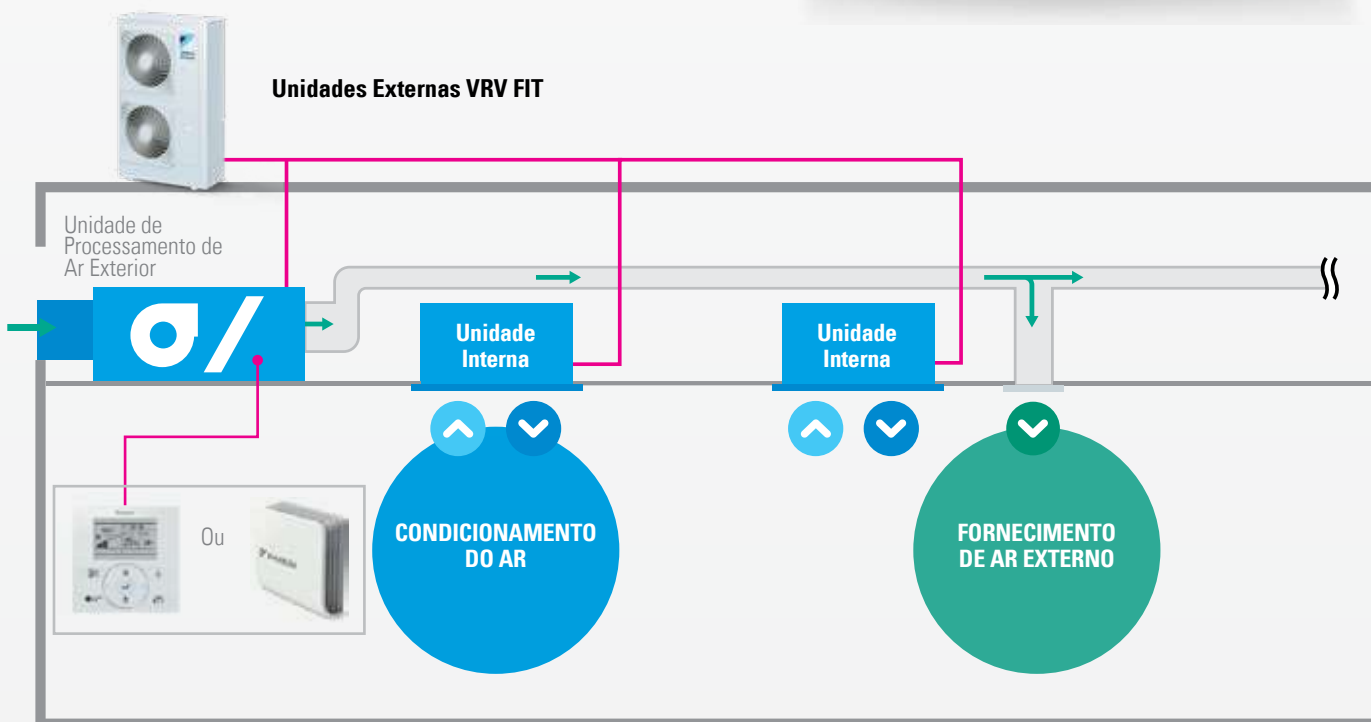 Unidades Externas VRV FIT
Unidade de
Processamento de
Ar Exterior
Unidade
Interna
Unidade
Interna
Ou
CONDICIONAMENTO
DO AR
FORNECIMENTO
DE AR EXTERNO